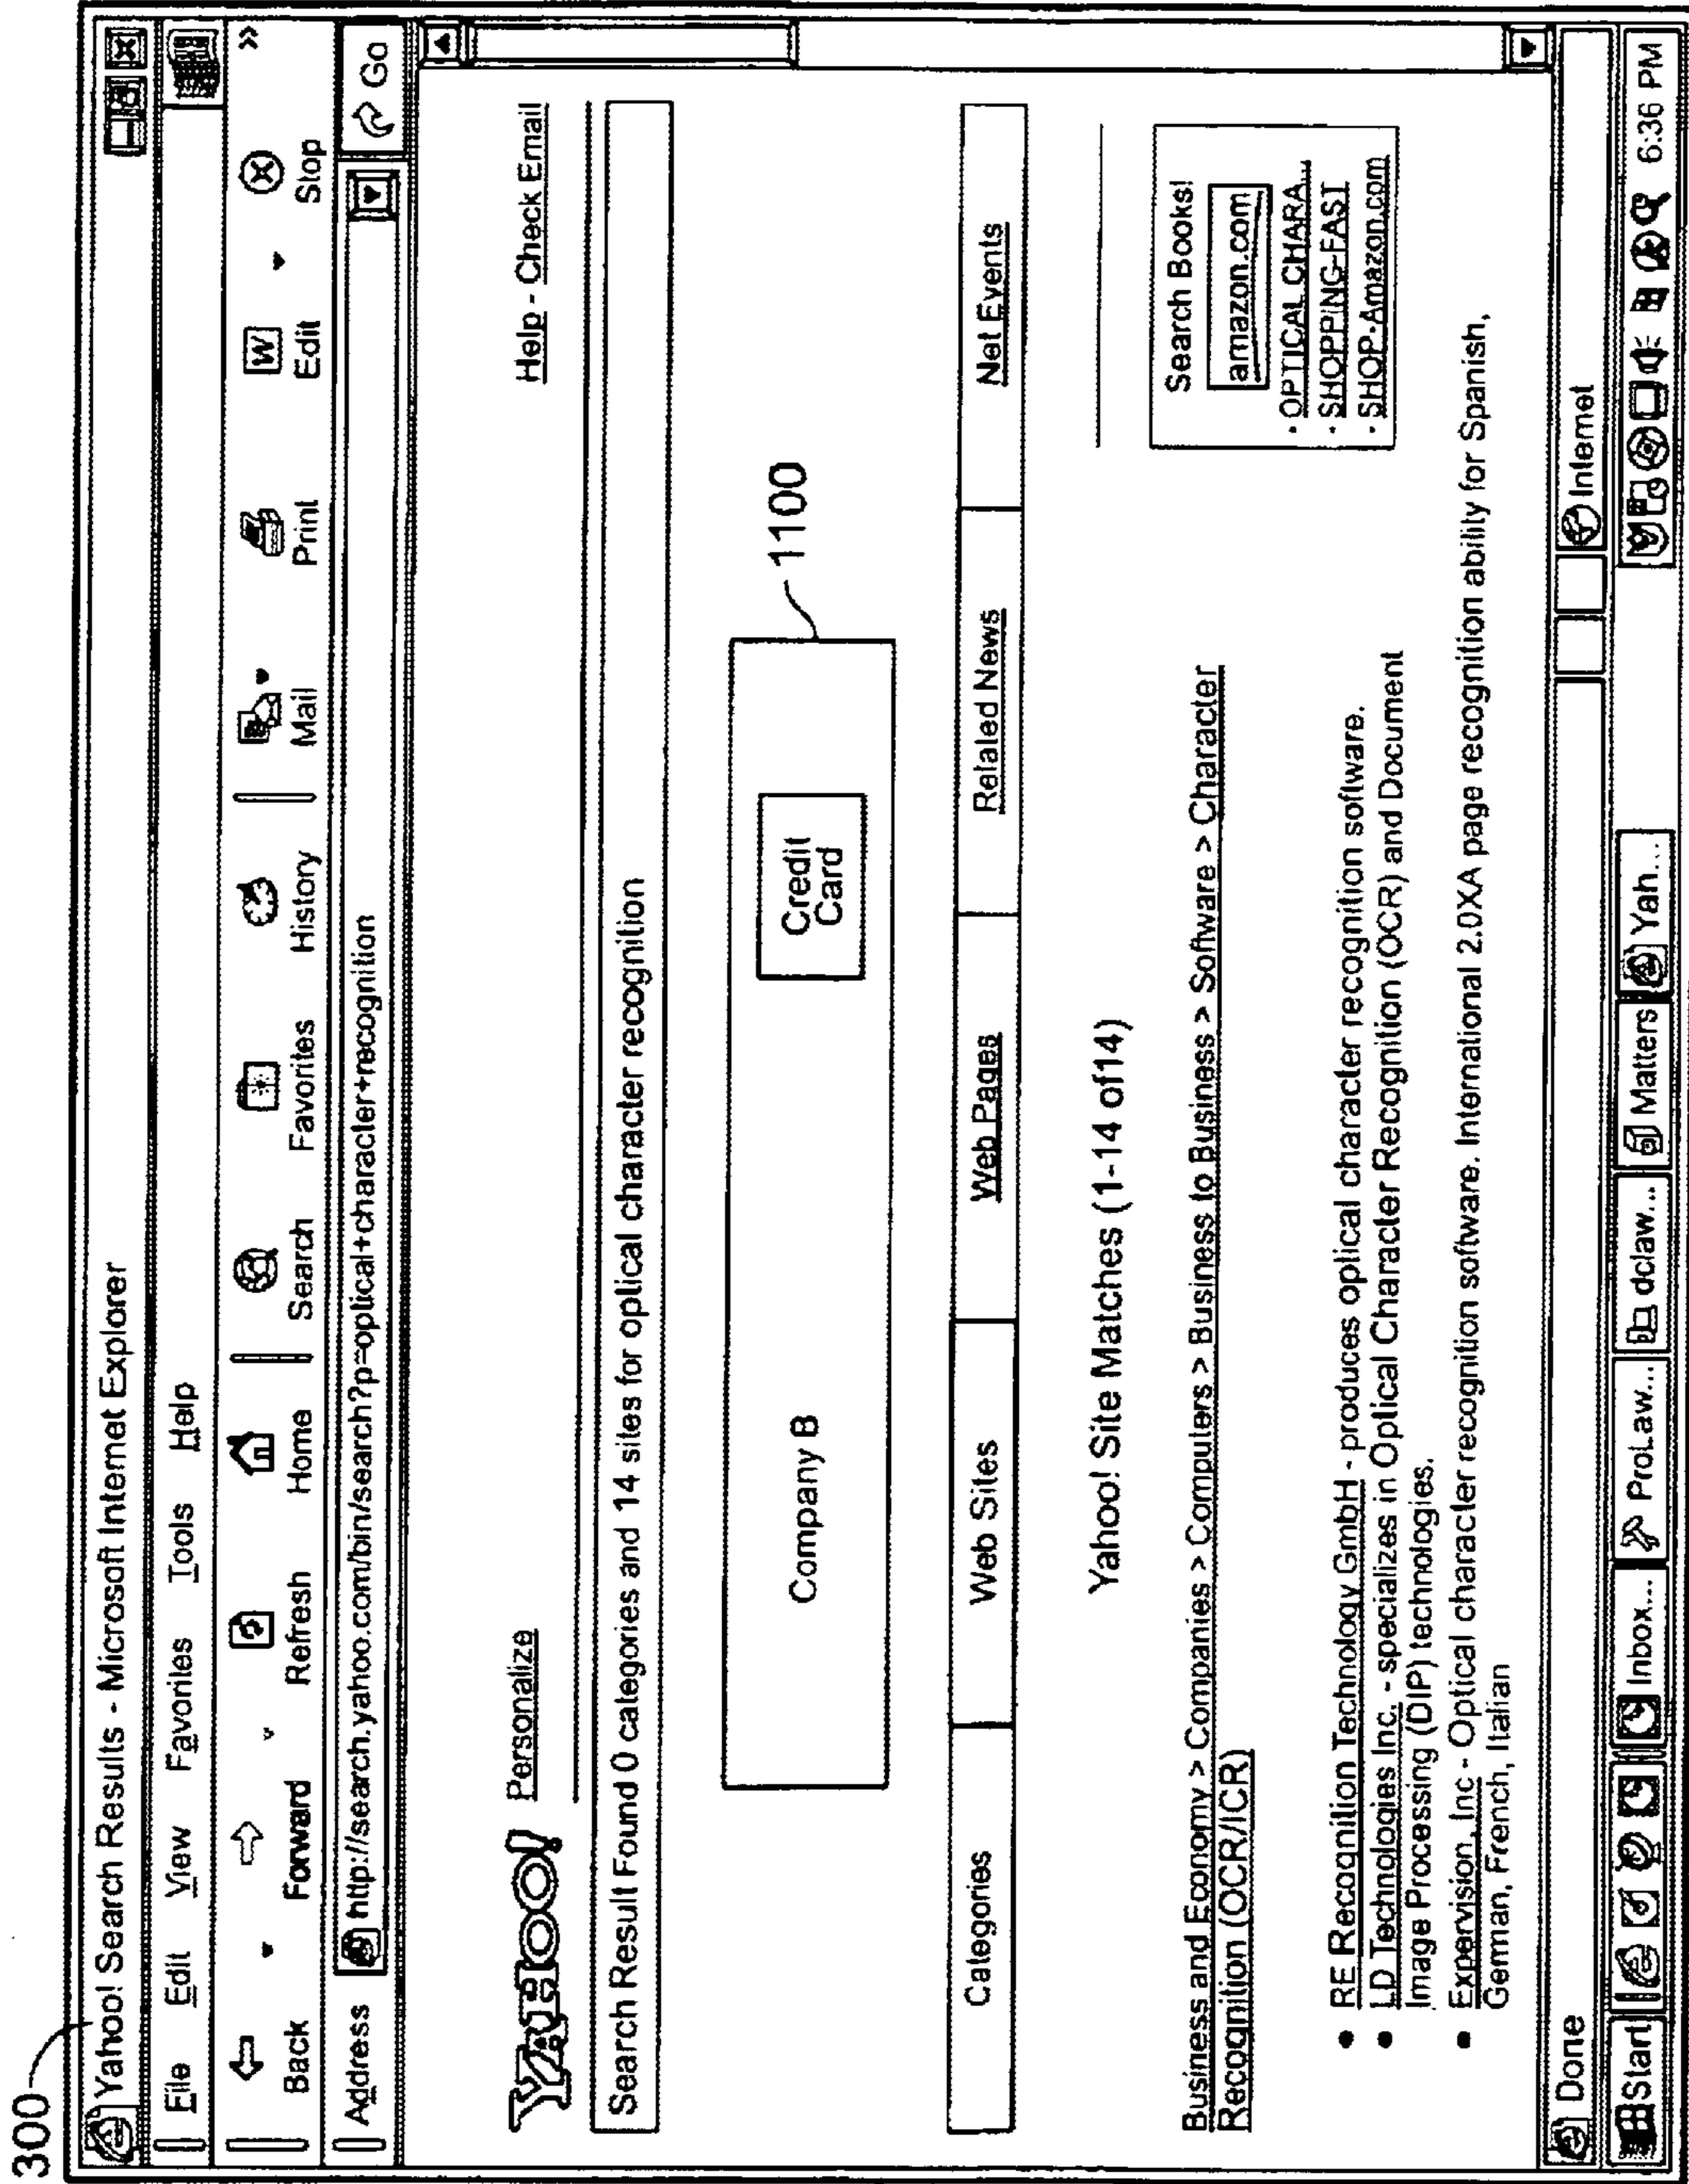 300
Yahoo! Search Results - Microsoft Internet Explorer
File Edit View Favorites Tools Help
Back Forward Refresh Home Search Favorites History Mail Print Edit Stop »
Address http://search.yahoo.com/bin/search?p=optical+character+recognition Go
YAHOO! Personalize Help - Check Email
Search Result Found 0 categories and 14 sites for optical character recognition
1100
Company B Credit Card
Categories Web Sites Web Pages Related News Net Events
Yahoo! Site Matches (1-14 of14)
Search Books!
amazon.com
· OPTICAL CHARA...
· SHOPPING-FAST
· SHOP-Amazon.com
Business and Economy > Companies > Computers > Business to Business > Software > Character
Recognition (OCR/ICR)
• RE Recognition Technology GmbH - produces optical character recognition software.
• LD Technologies Inc. - specializes in Optical Character Recognition (OCR) and Document
Image Processing (DIP) technologies.
• Expervision, Inc - Optical character recognition software. International 2.0XA page recognition ability for Spanish,
German, French, Italian
Done Internet
Start Inbox... ProLaw... dclaw... Matters Yah... 6:36 PM